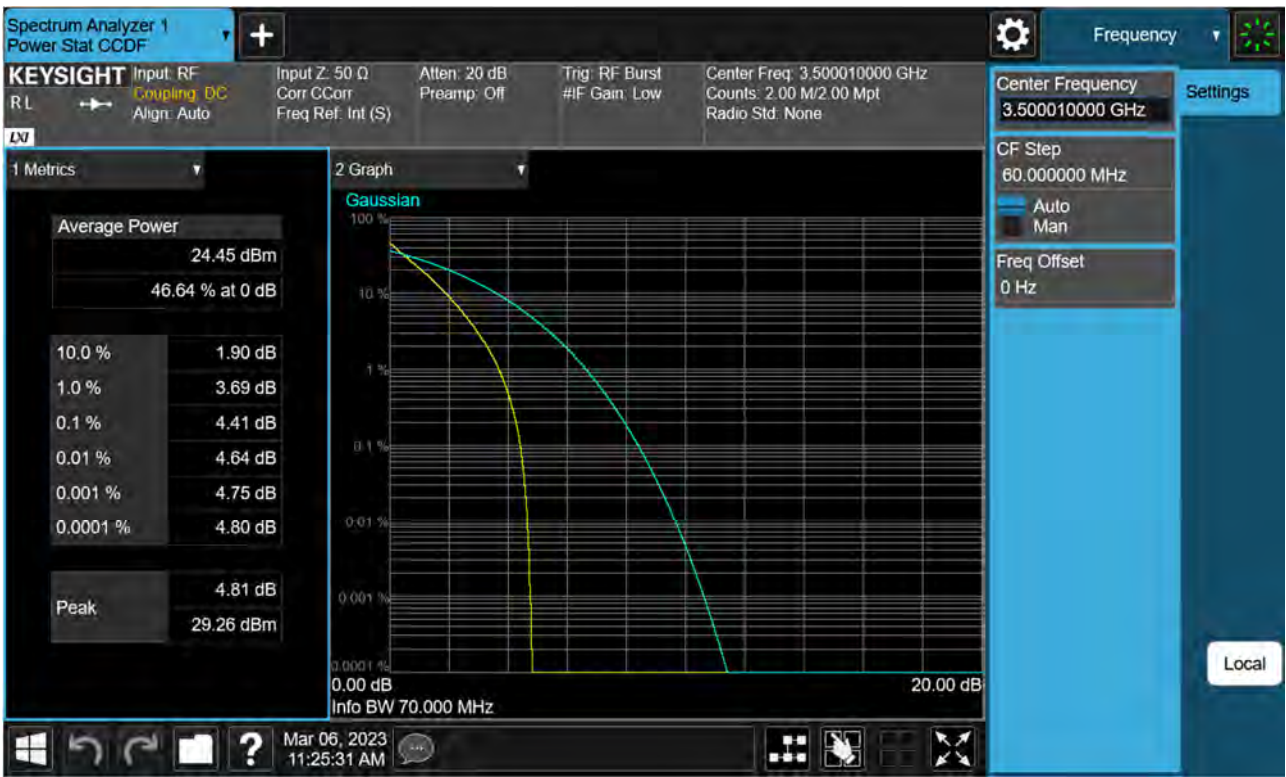 Spectrum Analyzer 1
Power Stat CCDF
Frequency
KEYSIGHT
R L
LXI
Input: RF
Coupling: DC
Align: Auto
Input Z: 50 Ω
Corr CCorr
Freq Ref: Int (S)
Atten: 20 dB
Preamp: Off
Trig: RF Burst
#IF Gain: Low
Center Freq: 3.500010000 GHz
Counts: 2.00 M/2.00 Mpt
Radio Std: None
Center Frequency
3.500010000 GHz
Settings
CF Step
60.000000 MHz
Auto
Man
Freq Offset
0 Hz
1 Metrics
Average Power
24.45 dBm
46.64 % at 0 dB
10.0 % 1.90 dB
1.0 % 3.69 dB
0.1 % 4.41 dB
0.01 % 4.64 dB
0.001 % 4.75 dB
0.0001 % 4.80 dB
Peak
4.81 dB
29.26 dBm
2 Graph
Gaussian
100 %
10 %
1 %
0.1 %
0.01 %
0.001 %
0.0001 %
0.00 dB 20.00 dB
Info BW 70.000 MHz
Local
?
Mar 06, 2023
11:25:31 AM